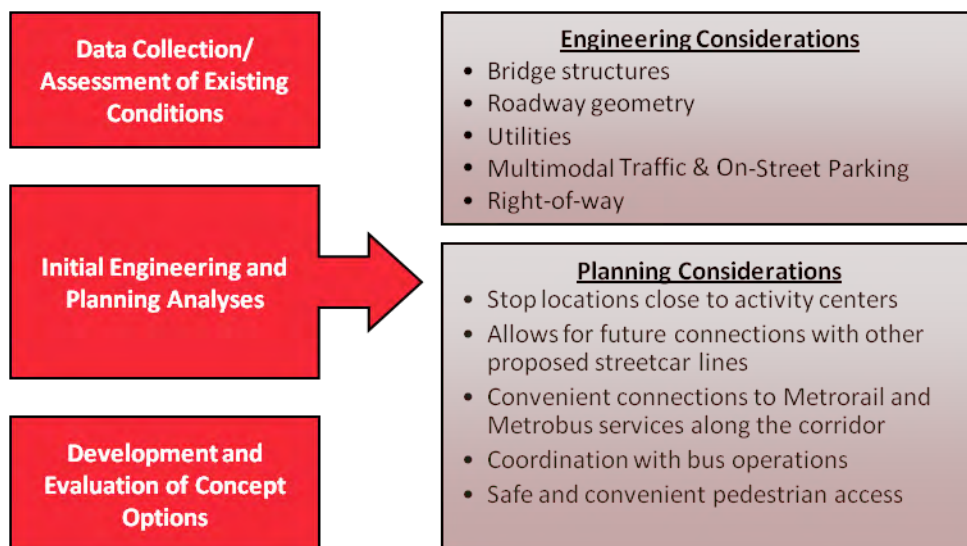 Data Collection/
Assessment of Existing
Conditions
Initial Engineering and
Planning Analyses
Development and
Evaluation of Concept
Options
Engineering Considerations
• Bridge structures
• Roadway geometry
• Utilities
• Multimodal Traffic & On-Street Parking
• Right-of-way
Planning Considerations
• Stop locations close to activity centers
• Allows for future connections with other
proposed streetcar lines
• Convenient connections to Metrorail and
Metrobus services along the corridor
• Coordination with bus operations
• Safe and convenient pedestrian access